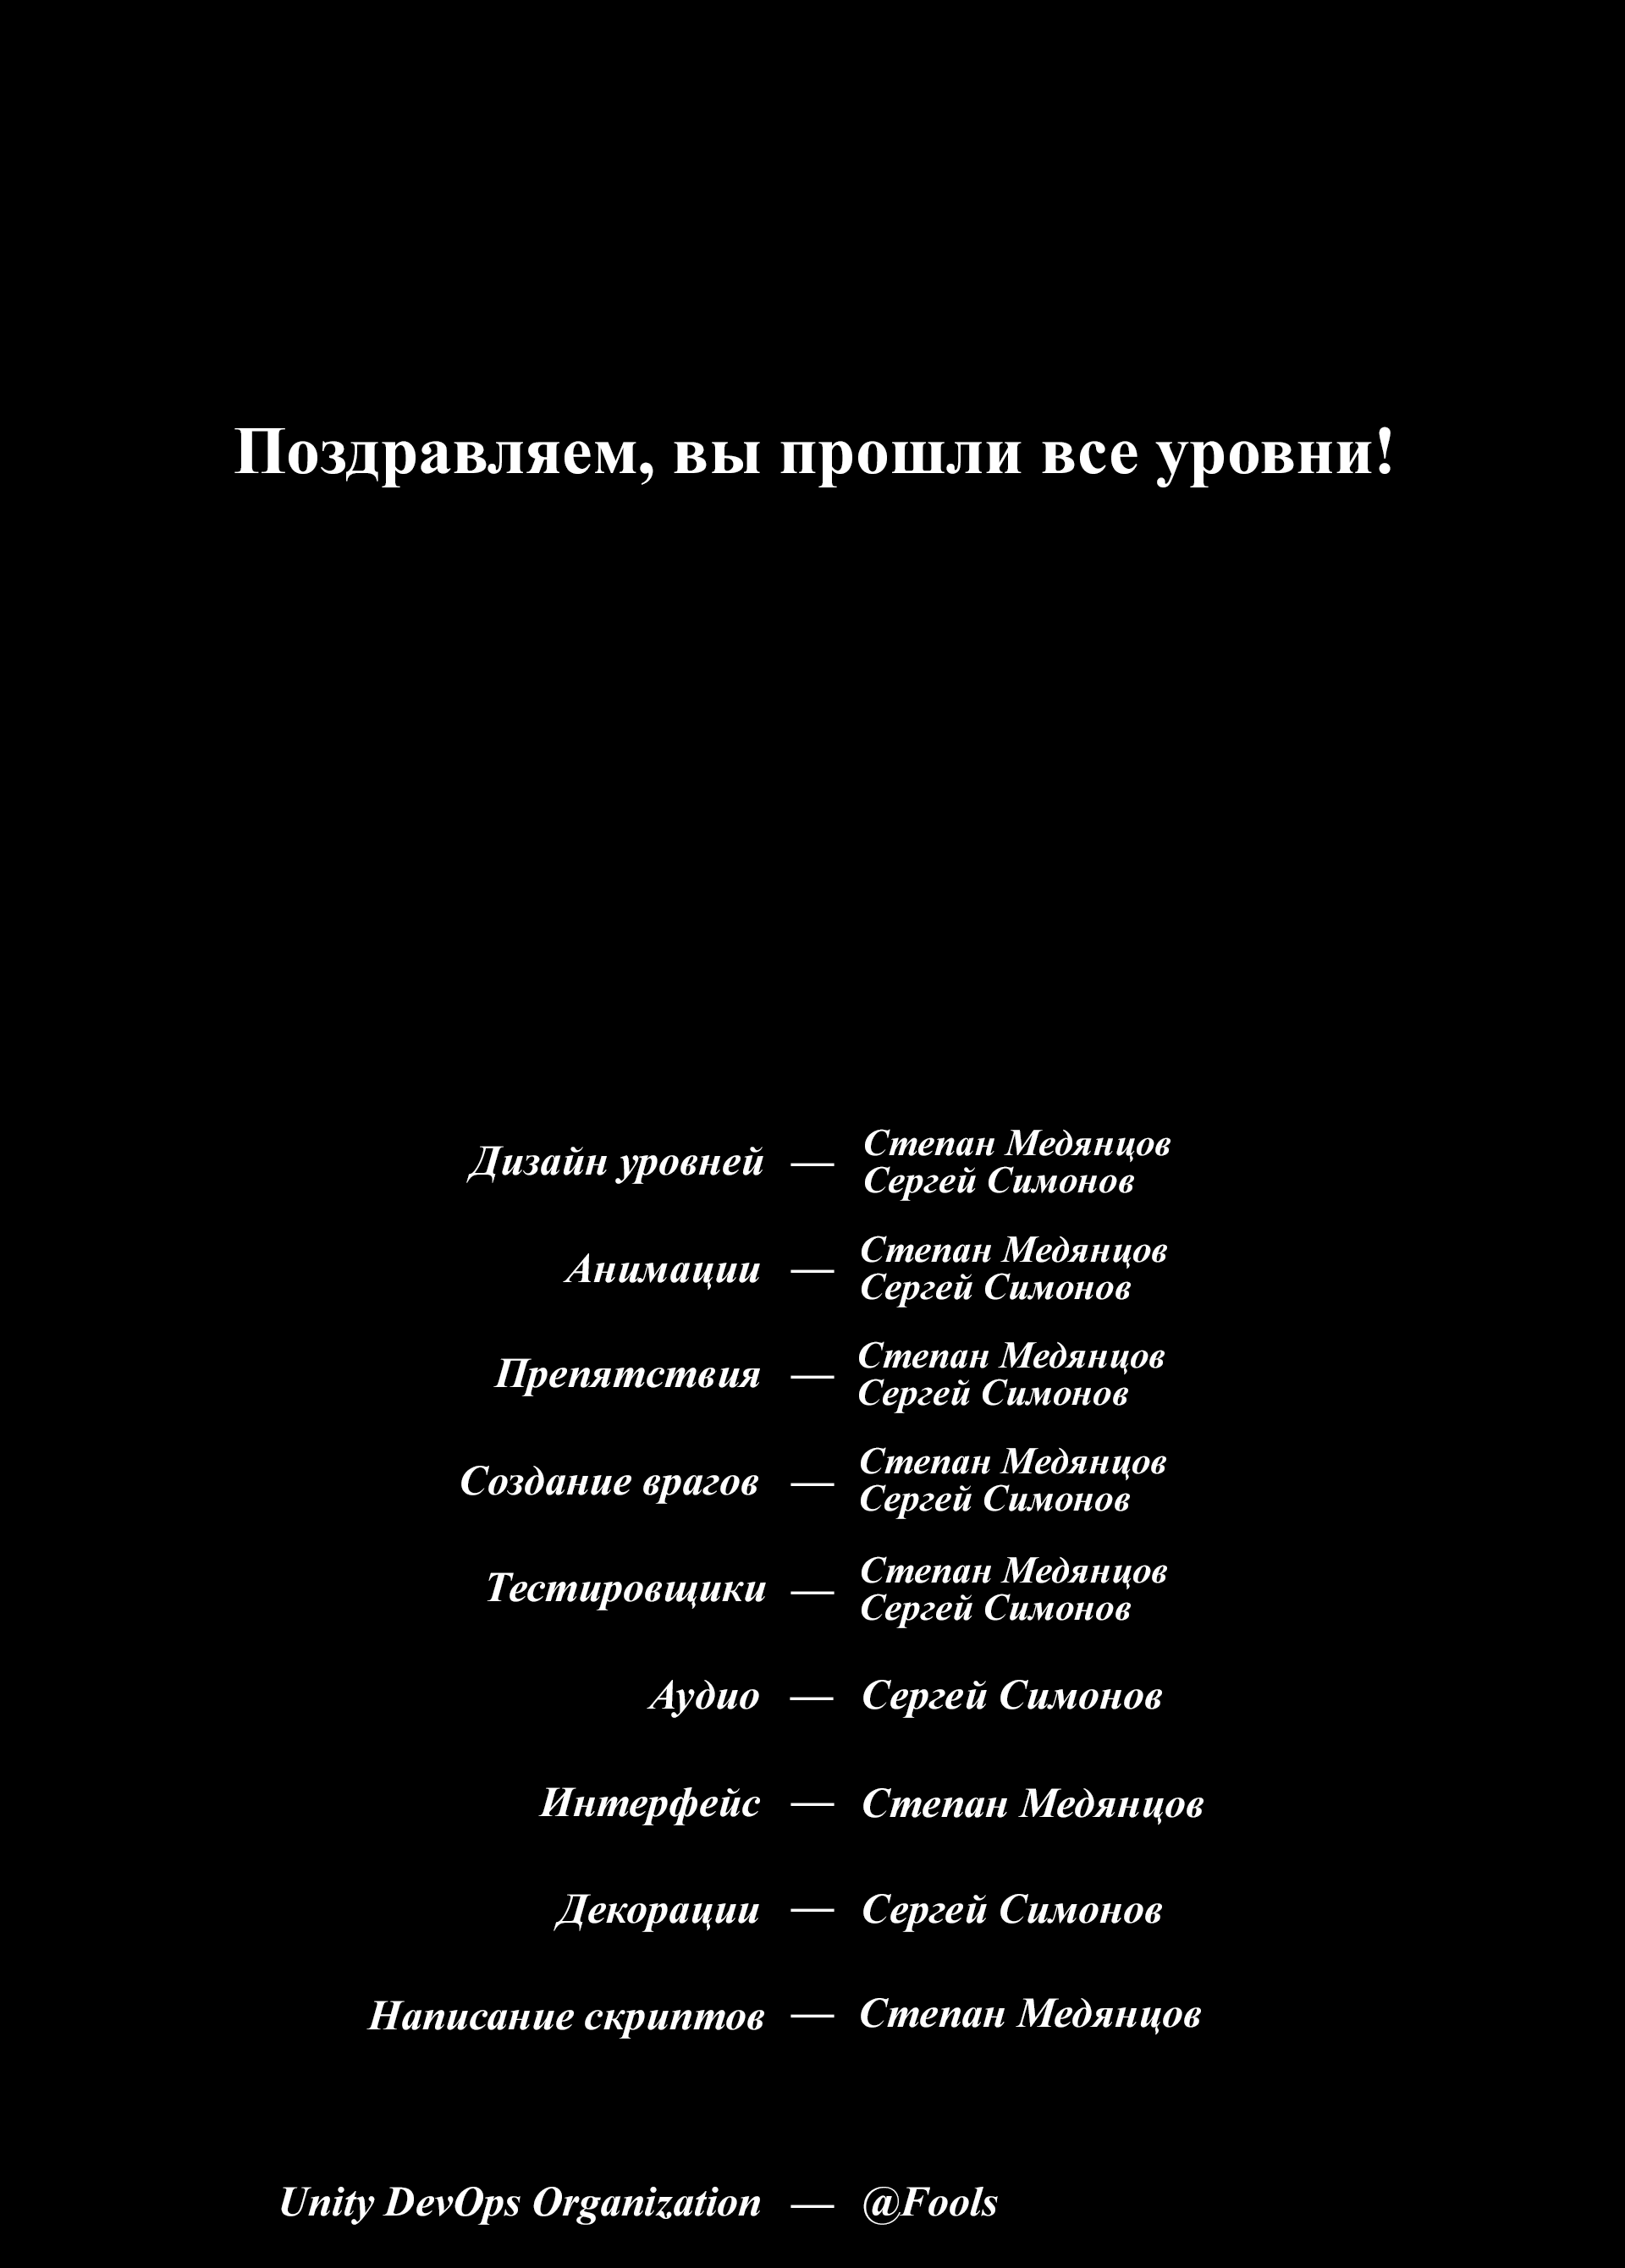 Поздравляем, вы прошли все уровни!
Дизайн уровней — Степан Медянцов
Сергей Симонов
Анимации — Степан Медянцов
Сергей Симонов
Препятствия — Степан Медянцов
Сергей Симонов
Создание врагов — Степан Медянцов
Сергей Симонов
Тестировщики — Степан Медянцов
Сергей Симонов
Аудио — Сергей Симонов
Интерфейс — Степан Медянцов
Декорации — Сергей Симонов
Написание скриптов — Степан Медянцов
Unity DevOps Organization — @Fools